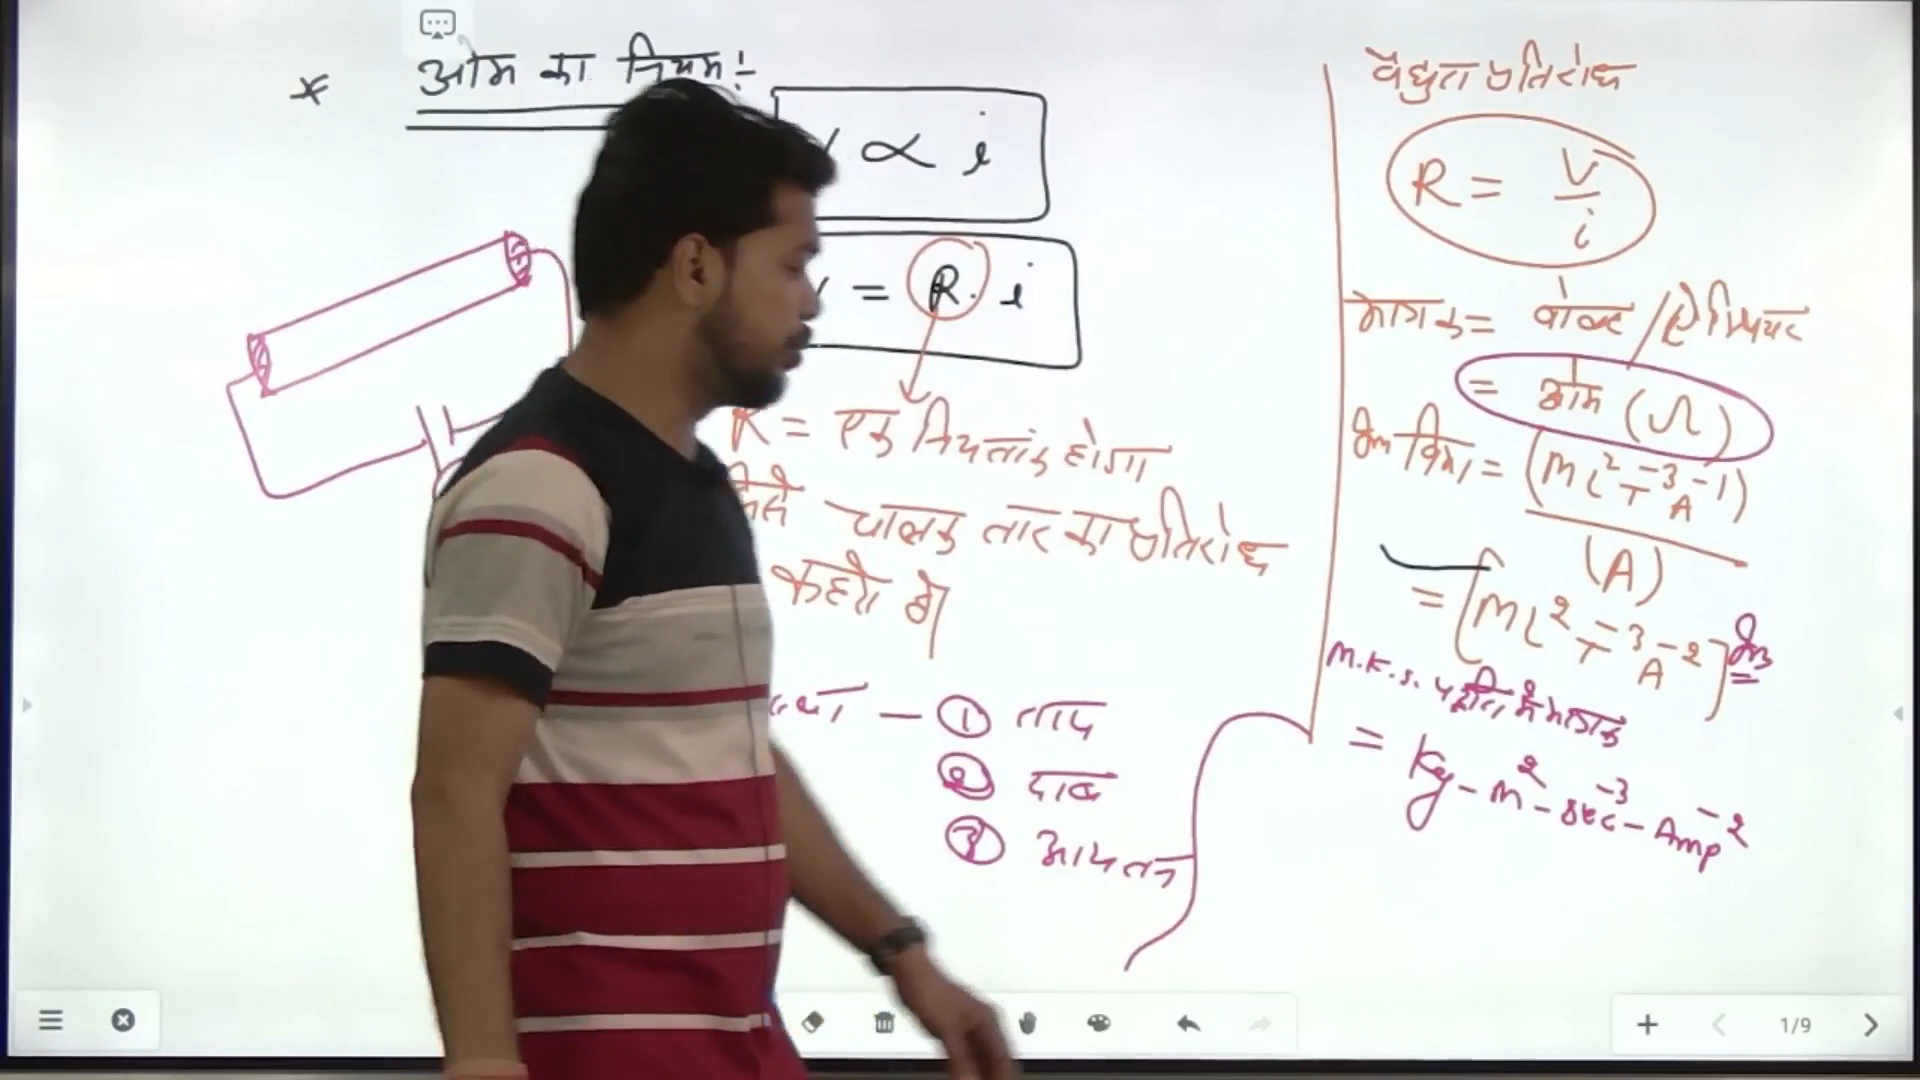 * ओम का नियम :-
∝ i
= R. i
R = एक नियतांक होगा
जिसे चालक तार का प्रतिरोध
कहते है।
— ① ताप
② दाब
③ आयतन
वैद्युत प्रतिरोध
R = V/i
मात्रक = वोल्ट / ऐम्पियर
= ओम (Ω)
विमा = (ML²T⁻³A⁻¹)
(A)
= [ML²T⁻³A⁻²]
M.K.S. पद्धति में मात्रक
= Kg-m²-sec⁻³-Amp⁻²
1/9